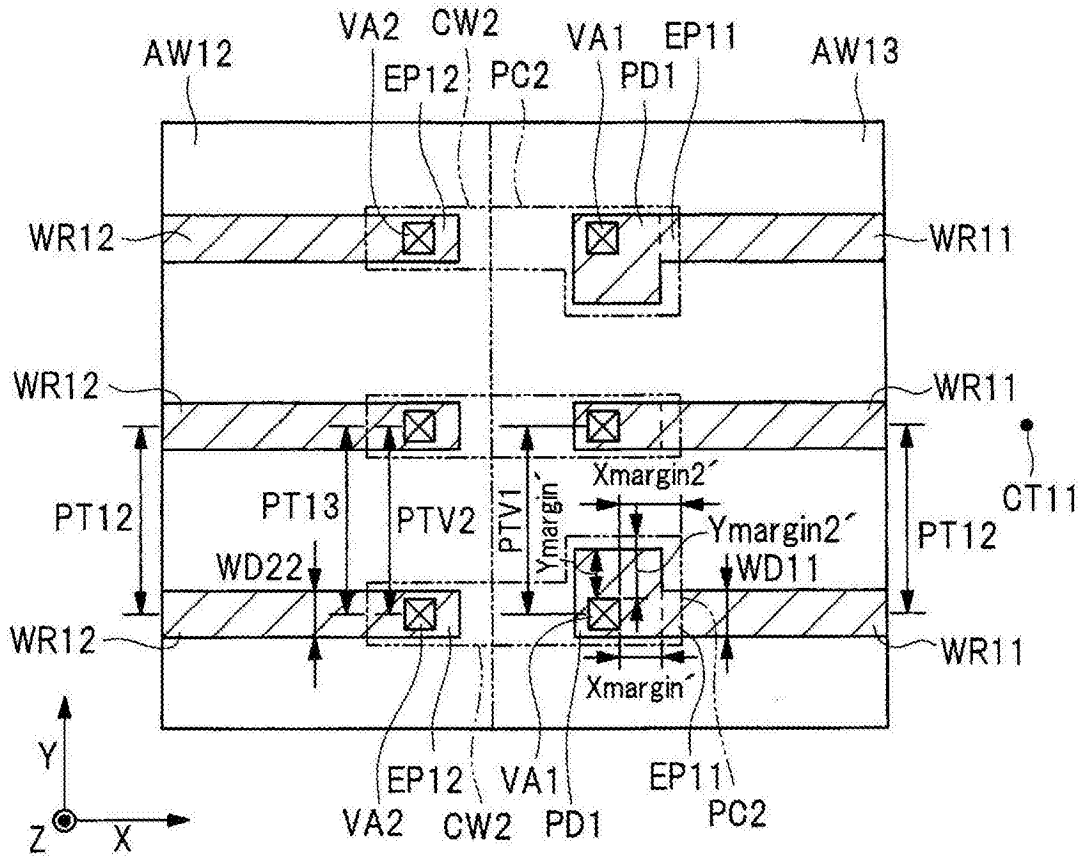 VA2 CW2 VA1 EP11
AW12 EP12 PC2 PD1 AW13
WR12 WR11
WR12 WR11
Xmargin2´
PT12 PT13 PTV2 PTV1 Ymargin´ Ymargin2´ PT12 CT11
WD22 WD11
WR12 WR11
Xmargin´
Y EP12 VA1 EP11
VA2 CW2 PD1 PC2
Z X